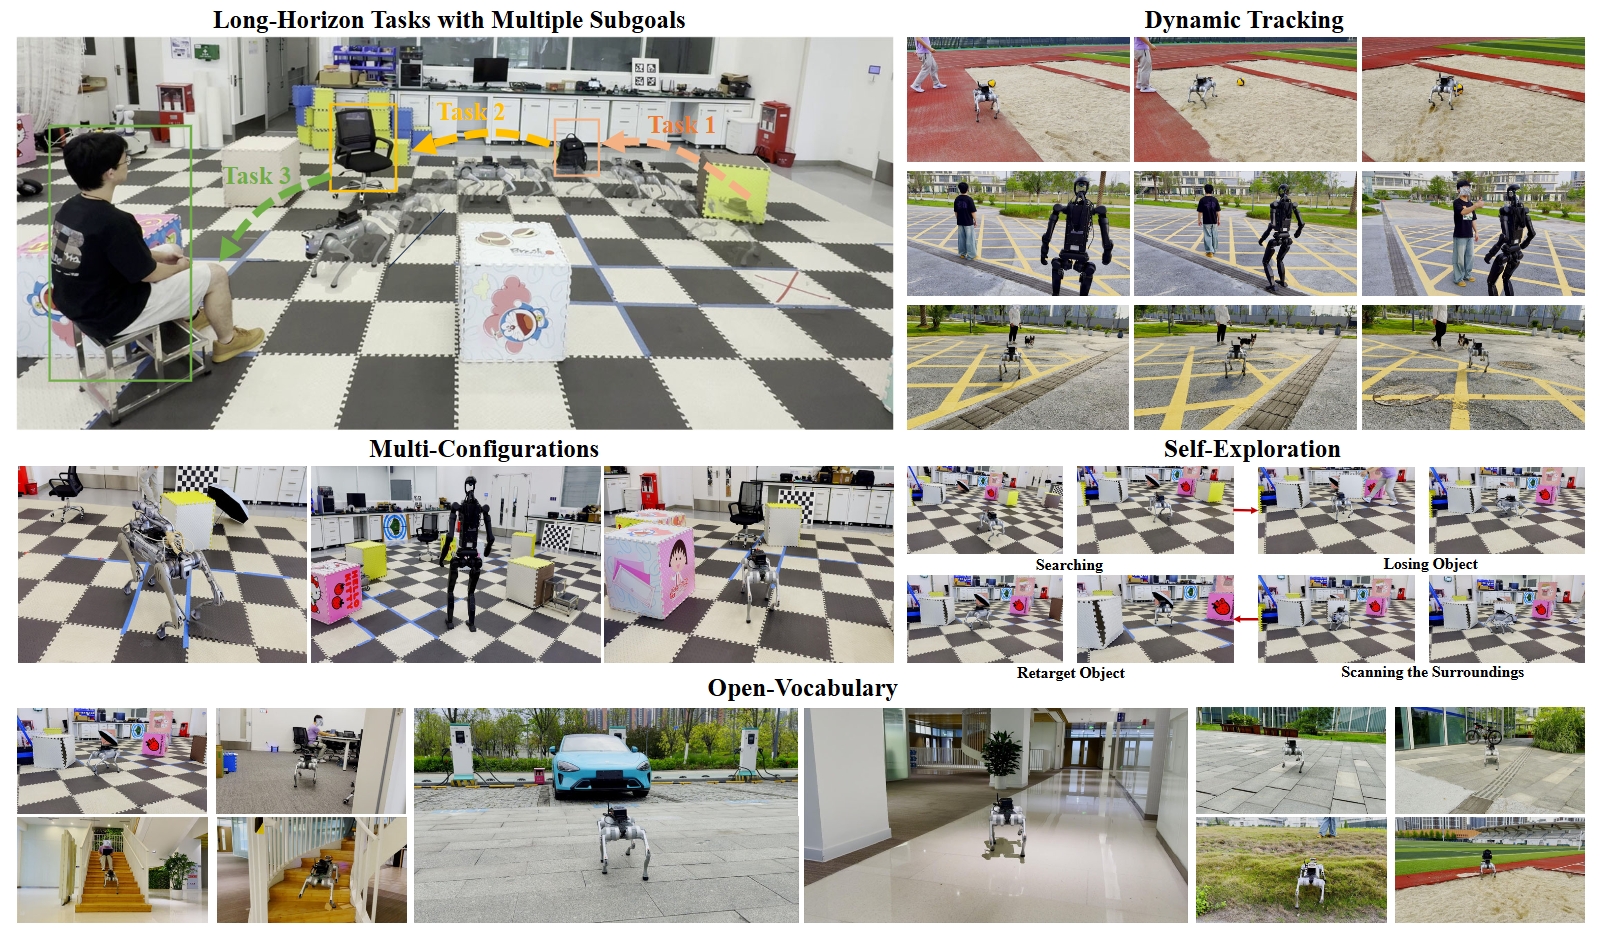 Long-Horizon Tasks with Multiple Subgoals
Dynamic Tracking
Task 1
Task 2
Task 3
Multi-Configurations
Self-Exploration
Searching
Losing Object
Retarget Object
Scanning the Surroundings
Open-Vocabulary